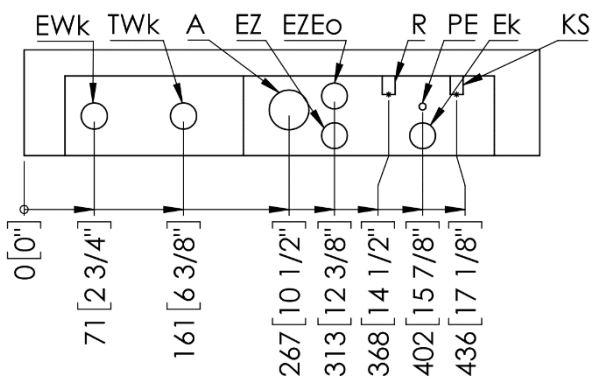 EWk TWk A EZ EZEo R PE Ek KS
0 [0"]
71 [2 3/4"]
161 [6 3/8"]
267 [10 1/2"]
313 [12 3/8"]
368 [14 1/2"]
402 [15 7/8"]
436 [17 1/8"]